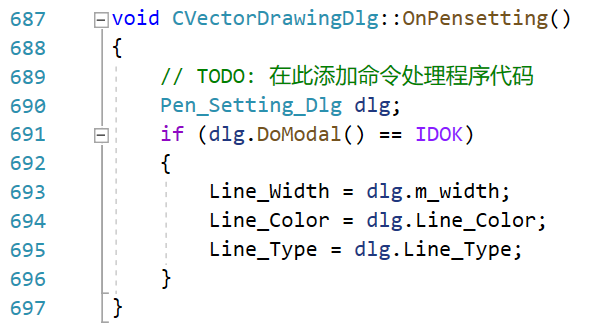 687 void CVectorDrawingDlg::OnPensetting()
688 {
689 // TODO: 在此添加命令处理程序代码
690 Pen_Setting_Dlg dlg;
691 if (dlg.DoModal() == IDOK)
692 {
693 Line_Width = dlg.m_width;
694 Line_Color = dlg.Line_Color;
695 Line_Type = dlg.Line_Type;
696 }
697 }